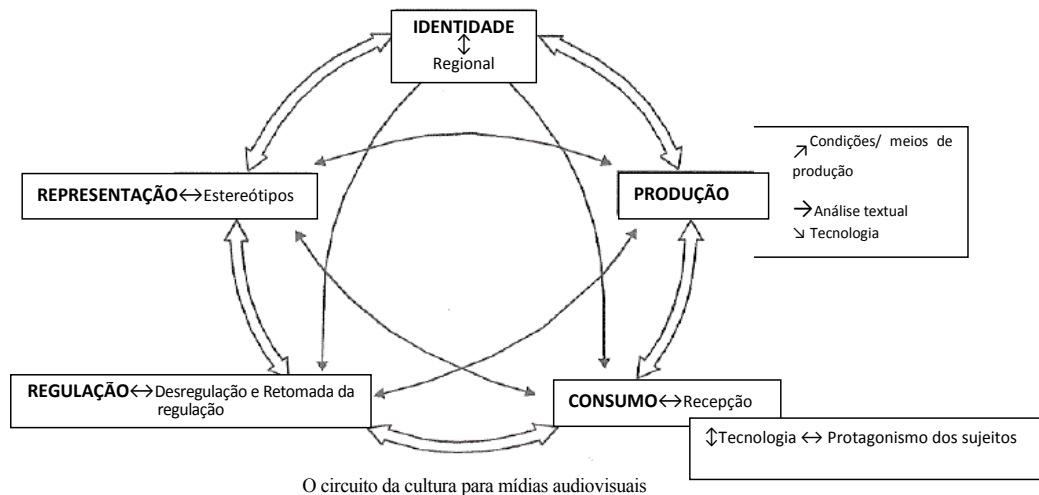 IDENTIDADE
↕
Regional
REPRESENTAÇÃO↔Estereótipos
PRODUÇÃO
↗Condições/ meios de
produção
→Análise textual
↘ Tecnologia
REGULAÇÃO↔Desregulação e Retomada da
regulação
CONSUMO↔Recepção
↕Tecnologia ↔ Protagonismo dos sujeitos
O circuito da cultura para mídias audiovisuais